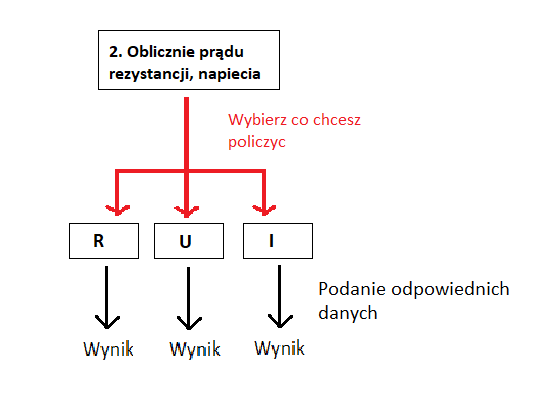 2. Oblicznie prądu
rezystancji, napiecia
Wybierz co chcesz
policzyc
R
U
I
Podanie odpowiednich
danych
Wynik
Wynik
Wynik